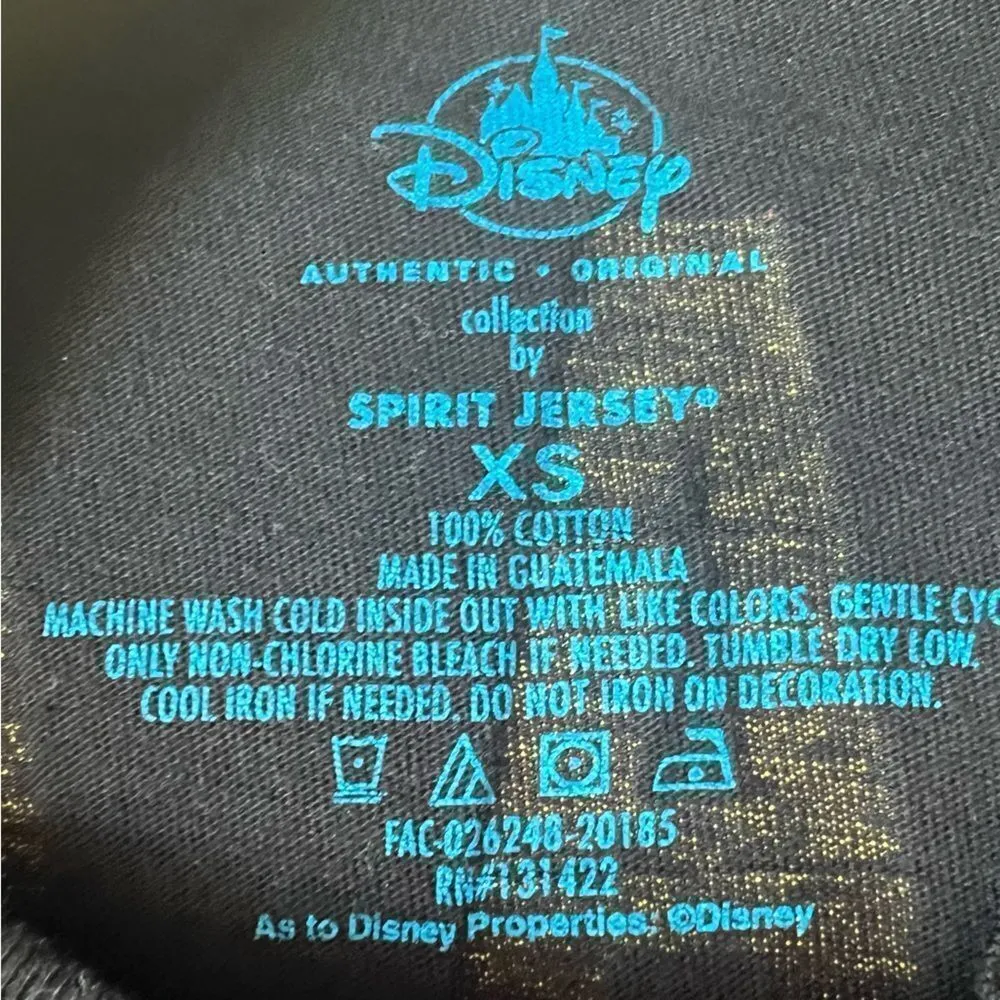 Disney
AUTHENTIC • ORIGINAL
collection
by
SPIRIT JERSEY®
XS
100% COTTON
MADE IN GUATEMALA
MACHINE WASH COLD INSIDE OUT WITH LIKE COLORS. GENTLE CYC
ONLY NON-CHLORINE BLEACH IF NEEDED. TUMBLE DRY LOW.
COOL IRON IF NEEDED. DO NOT IRON ON DECORATION.
FAC-026248-20185
RN#131422
As to Disney Properties: ©Disney